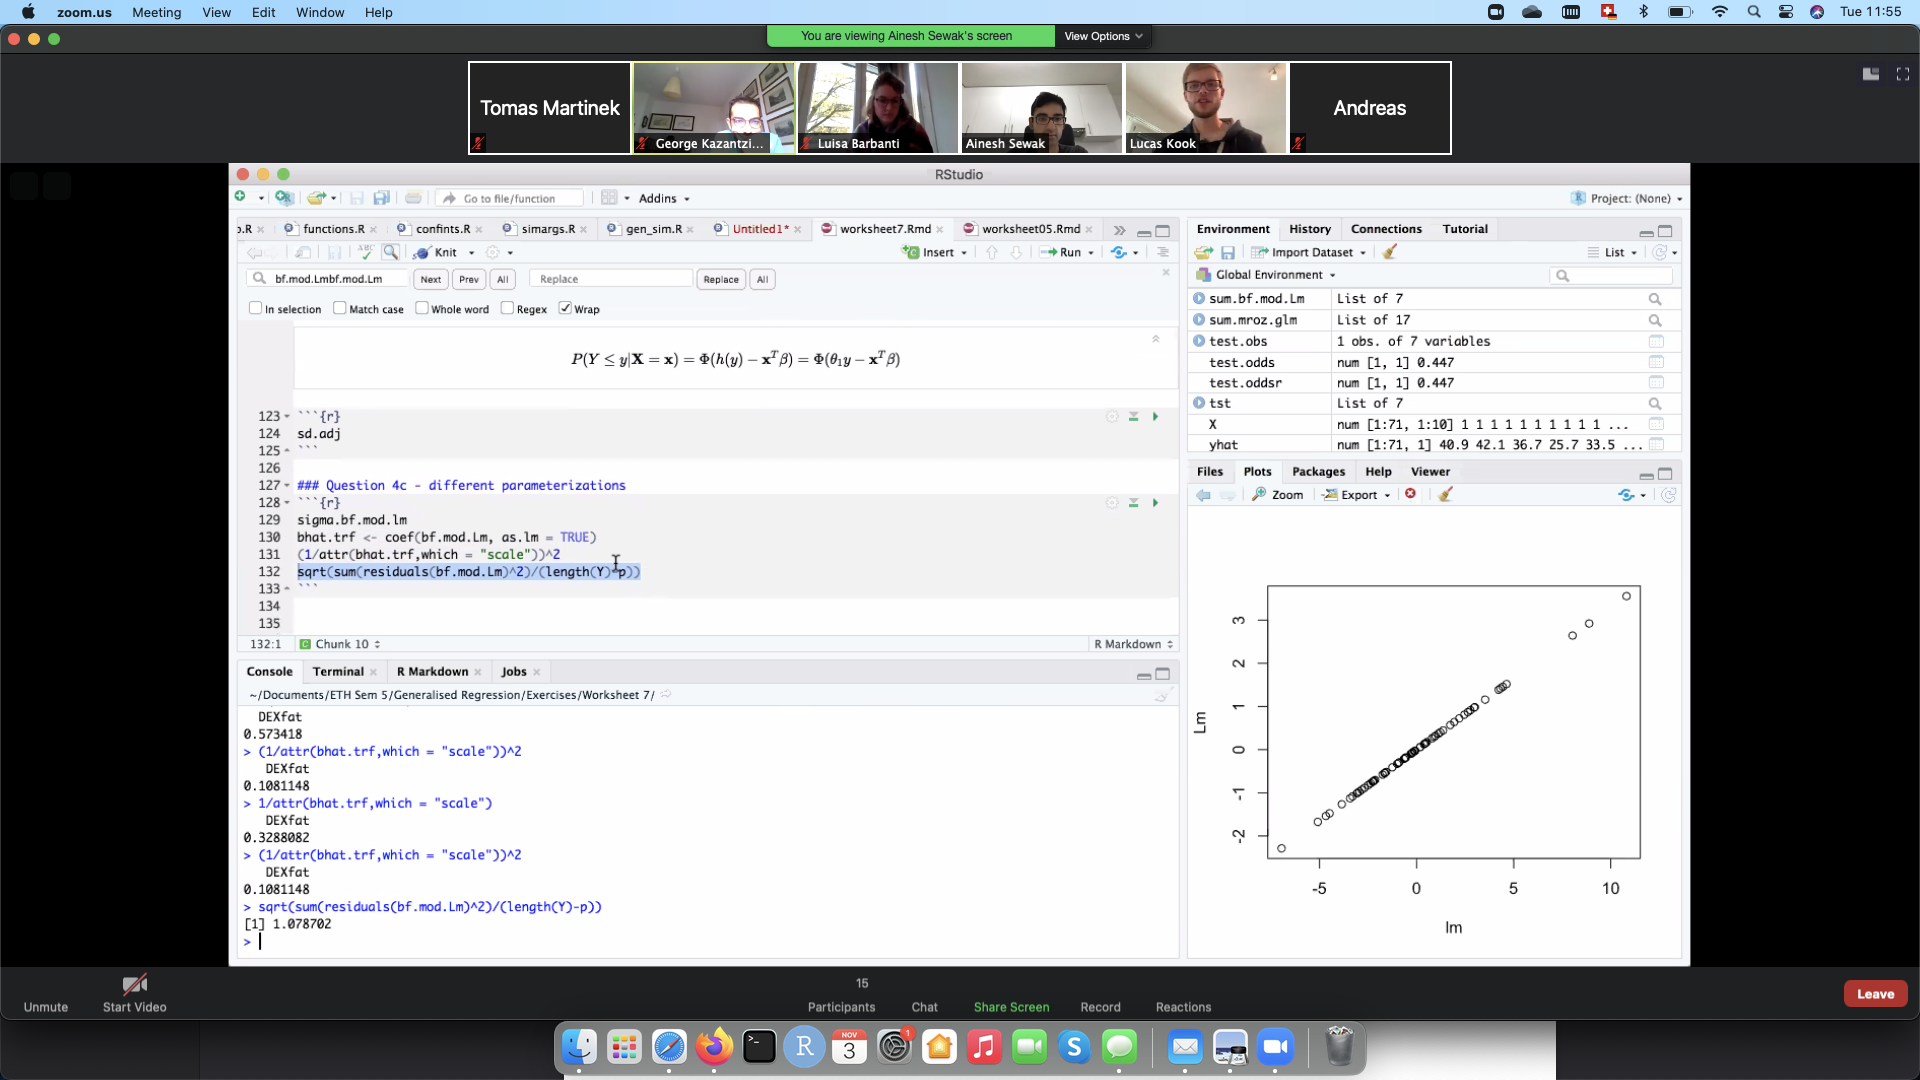 zoom.us Meeting View Edit Window Help Tue 11:55
You are viewing Ainesh Sewak's screen View Options
Tomas Martinek
George Kazantzi...
Luisa Barbanti
Ainesh Sewak
Lucas Kook
Andreas
RStudio
Go to file/function Addins Project: (None)
o.R functions.R confints.R simargs.R gen_sim.R Untitled1* worksheet7.Rmd worksheet05.Rmd
Knit Insert Run
bf.mod.Lmbf.mod.Lm Next Prev All Replace Replace All
In selection Match case Whole word Regex Wrap
P(Y ≤ y|X = x) = Φ(h(y) − xᵀβ) = Φ(θ₁y − xᵀβ)
123 ```{r}
124 sd.adj
125 ```
126
127 ### Question 4c - different parameterizations
128 ```{r}
129 sigma.bf.mod.lm
130 bhat.trf <- coef(bf.mod.Lm, as.lm = TRUE)
131 (1/attr(bhat.trf,which = "scale"))^2
132 sqrt(sum(residuals(bf.mod.Lm)^2)/(length(Y)-p))
133 ```
134
135
132:1 Chunk 10 R Markdown
Console Terminal R Markdown Jobs
~/Documents/ETH Sem 5/Generalised Regression/Exercises/Worksheet 7/
DEXfat
0.573418
> (1/attr(bhat.trf,which = "scale"))^2
DEXfat
0.1081148
> 1/attr(bhat.trf,which = "scale")
DEXfat
0.3288082
> (1/attr(bhat.trf,which = "scale"))^2
DEXfat
0.1081148
> sqrt(sum(residuals(bf.mod.Lm)^2)/(length(Y)-p))
[1] 1.078702
>
Environment History Connections Tutorial
Import Dataset List
Global Environment
sum.bf.mod.Lm List of 7
sum.mroz.glm List of 17
test.obs 1 obs. of 7 variables
test.odds num [1, 1] 0.447
test.oddsr num [1, 1] 0.447
tst List of 7
X num [1:71, 1:10] 1 1 1 1 1 1 1 1 1 1 ...
yhat num [1:71, 1] 40.9 42.1 36.7 25.7 33.5 ...
Files Plots Packages Help Viewer
Zoom Export
Lm
3
2
1
0
-1
-2
-5 0 5 10
lm
Unmute Start Video 15 Participants Chat Share Screen Record Reactions Leave
NOV
3
1